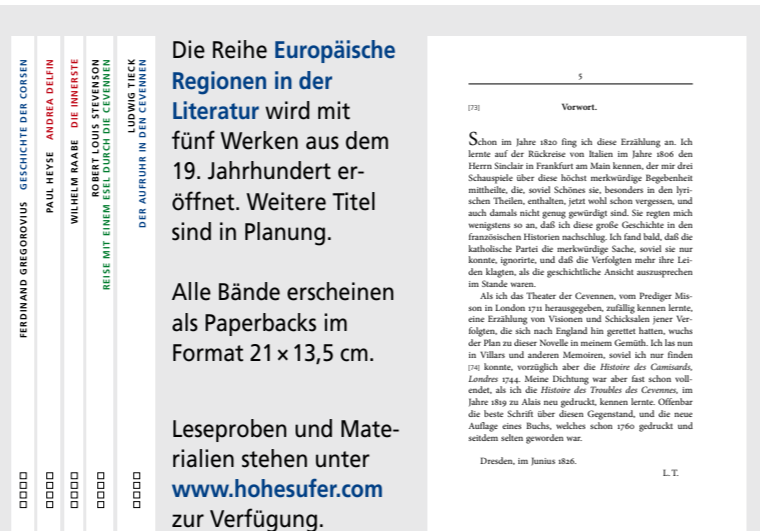 FERDINAND GREGOROVIUS GESCHICHTE DER CORSEN
PAUL HEYSE ANDREA DELFIN
WILHELM RAABE DIE INNERSTE
ROBERT LOUIS STEVENSON
REISE MIT EINEM ESEL DURCH DIE CEVENNEN
LUDWIG TIECK
DER AUFRUHR IN DEN CEVENNEN
Die Reihe Europäische
Regionen in der
Literatur wird mit
fünf Werken aus dem
19. Jahrhundert er-
öffnet. Weitere Titel
sind in Planung.
Alle Bände erscheinen
als Paperbacks im
Format 21 × 13,5 cm.
Leseproben und Mate-
rialien stehen unter
www.hohesufer.com
zur Verfügung.
5
[73] Vorwort.
Schon im Jahre 1820 fing ich diese Erzählung an. Ich
lernte auf der Rückreise von Italien im Jahre 1806 den
Herrn Sinclair in Frankfurt am Main kennen, der mir drei
Schauspiele über diese höchst merkwürdige Begebenheit
mittheilte, die, soviel Schönes sie, besonders in den lyri-
schen Theilen, enthalten, jetzt wohl schon vergessen, und
auch damals nicht genug gewürdigt sind. Sie regten mich
wenigstens so an, daß ich diese große Geschichte in den
französischen Historien nachschlug. Ich fand bald, daß die
katholische Partei die merkwürdige Sache, soviel sie nur
konnte, ignorirte, und daß die Verfolgten mehr ihre Lei-
den klagten, als die geschichtliche Ansicht auszusprechen
im Stande waren.
Als ich das Theater der Cevennen, vom Prediger Mis-
son in London 1711 herausgegeben, zufällig kennen lernte,
eine Erzählung von Visionen und Schicksalen jener Ver-
folgten, die sich nach England hin gerettet hatten, wuchs
der Plan zu dieser Novelle in meinem Gemüth. Ich las nun
in Villars und anderen Memoiren, soviel ich nur finden
[74] konnte, vorzüglich aber die Histoire des Camisards,
Londres 1744. Meine Dichtung war aber fast schon voll-
endet, als ich die Histoire des Troubles des Cevennes, im
Jahre 1819 zu Alais neu gedruckt, kennen lernte. Offenbar
die beste Schrift über diesen Gegenstand, und die neue
Auflage eines Buchs, welches schon 1760 gedruckt und
seitdem selten geworden war.
Dresden, im Junius 1826.
L. T.